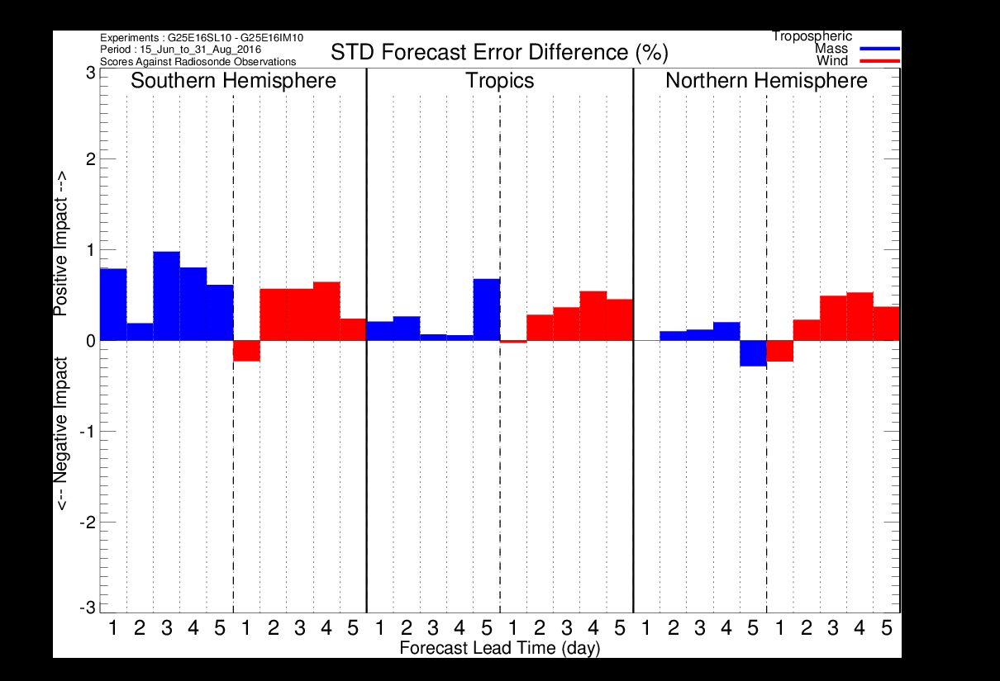 Experiments : G25E16SL10 - G25E16IM10
Period : 15_Jun_to_31_Aug_2016
Scores Against Radiosonde Observations
STD Forecast Error Difference (%)
Tropospheric
Mass
Wind
Southern Hemisphere Tropics Northern Hemisphere
3
2
1
0
-1
-2
-3
Positive Impact -->
<-- Negative Impact
1 2 3 4 5 1 2 3 4 5 1 2 3 4 5 1 2 3 4 5 1 2 3 4 5 1 2 3 4 5
Forecast Lead Time (day)